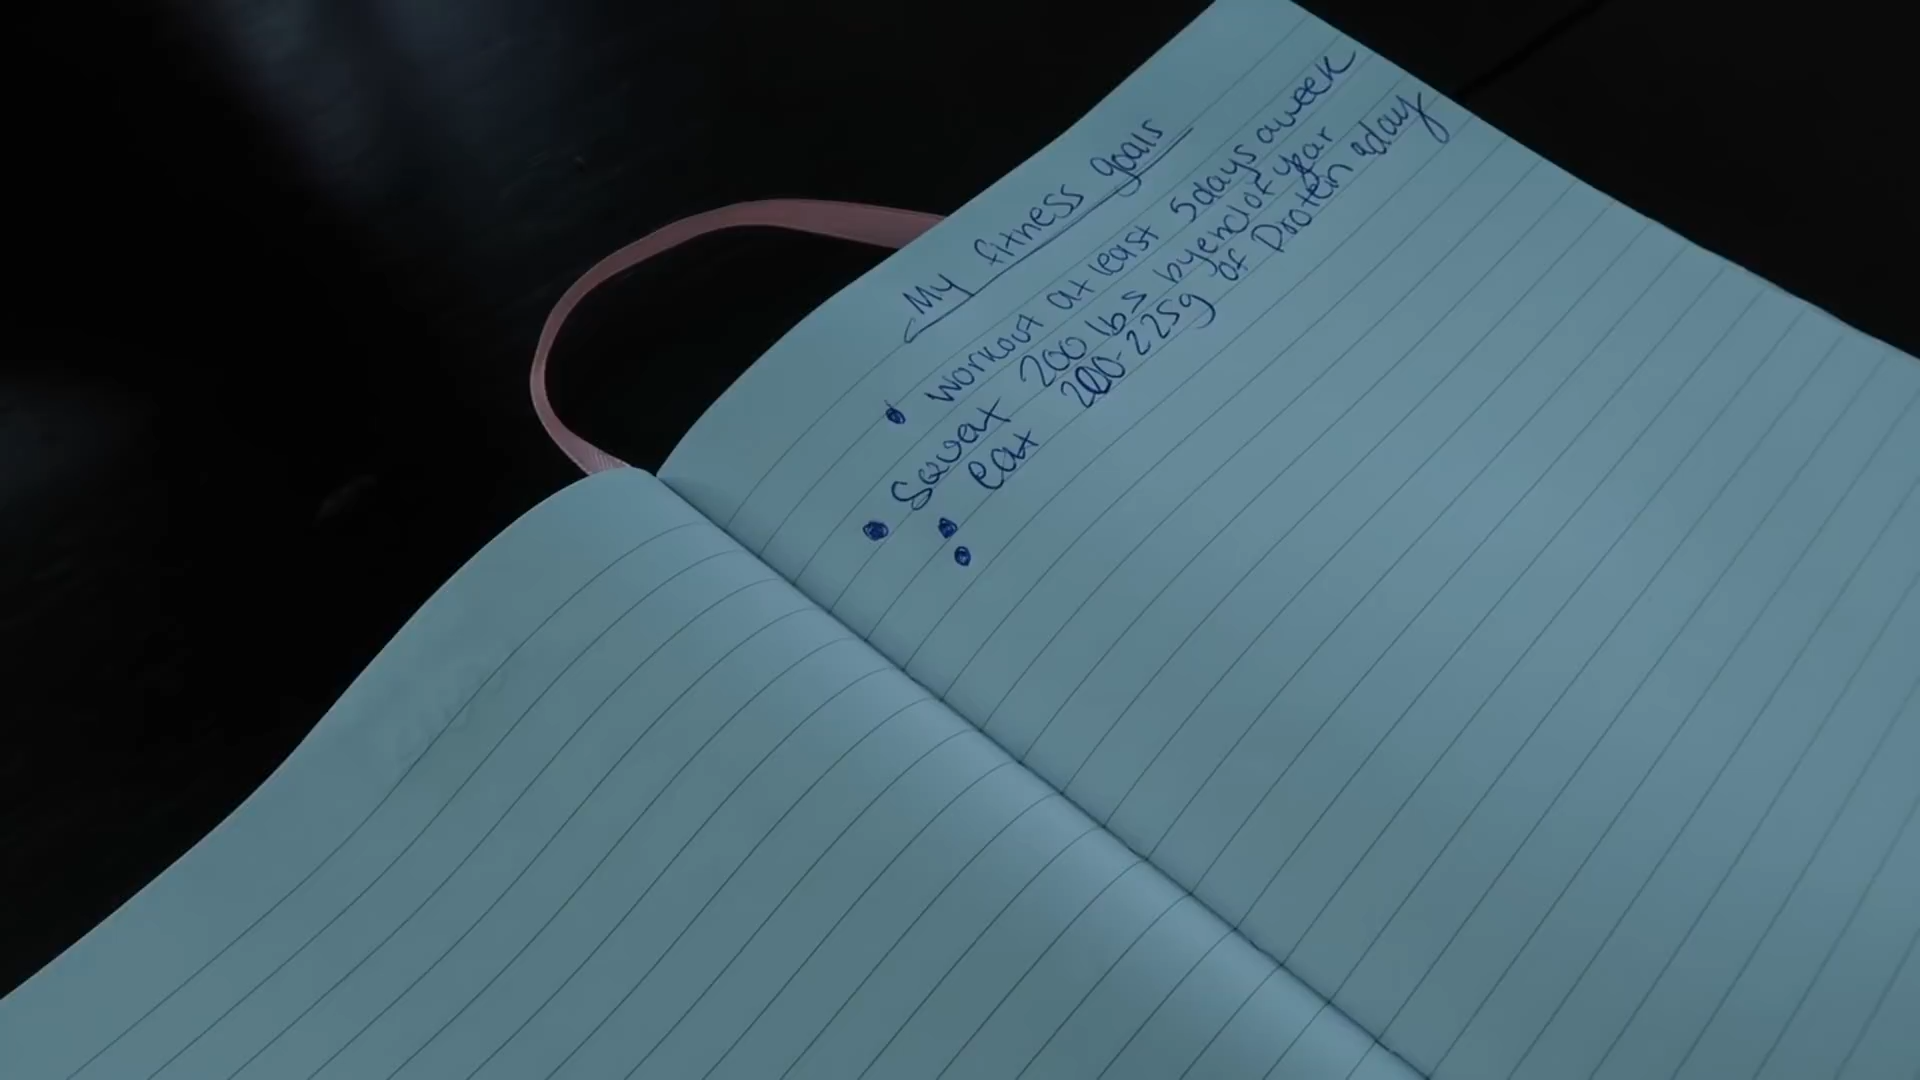 My fitness goals
• workout at least 5days a week
• Squat 200 lbs by end of year
• eat 200-225g of Protein aday
•